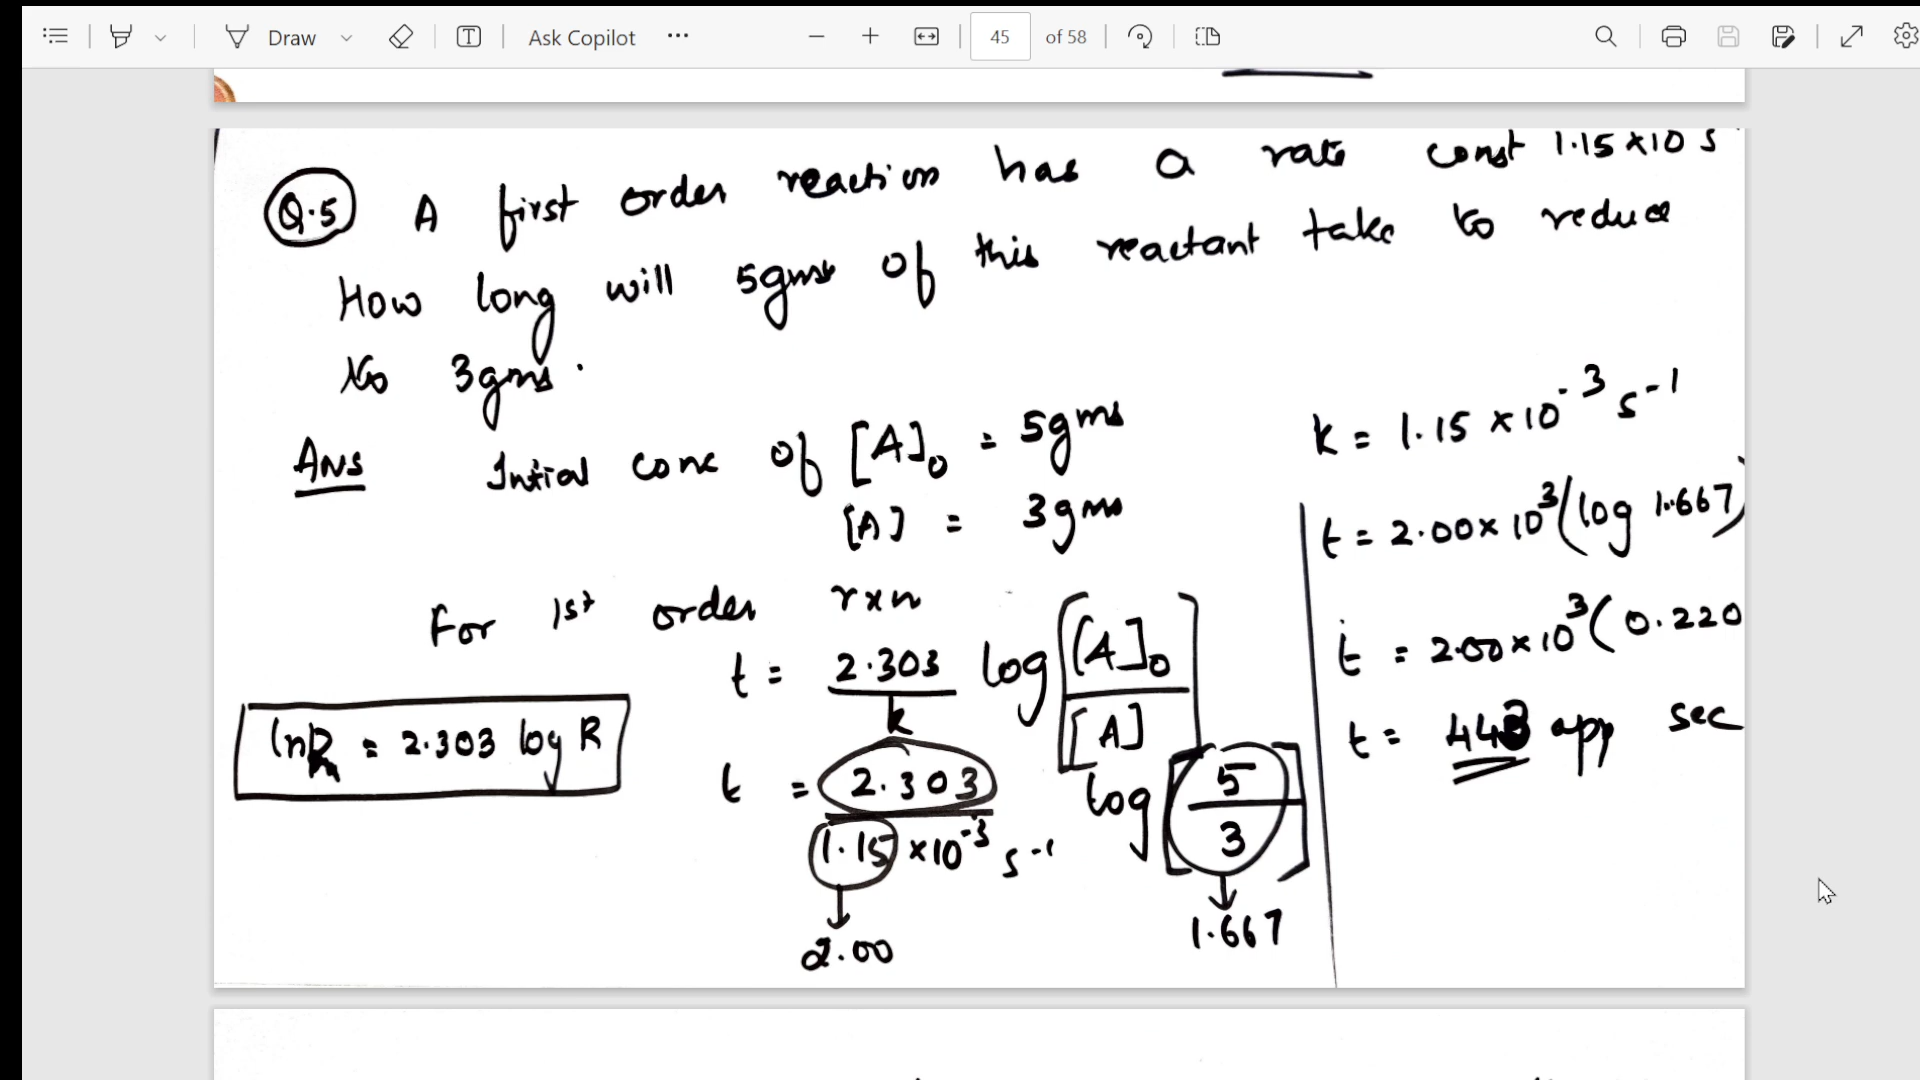 Draw
Ask Copilot
45 of 58
Q.5 A first order reaction has a rate const 1.15 x 10 s
How long will 5gms of this reactant take to reduce
to 3gms.
Ans Initial conc of [A]₀ = 5gms
[A] = 3gms
For 1st order rxn
t = 2.303 / k log [[A]₀ / [A]]
ln R = 2.303 log R
t = 2.303 / 1.15 x 10⁻³ s⁻¹ log [5 / 3]
2.00
1.667
k = 1.15 x 10⁻³ s⁻¹
t = 2.00 x 10³ (log 1.667)
t = 2.00 x 10³ (0.220
t = 443 app sec